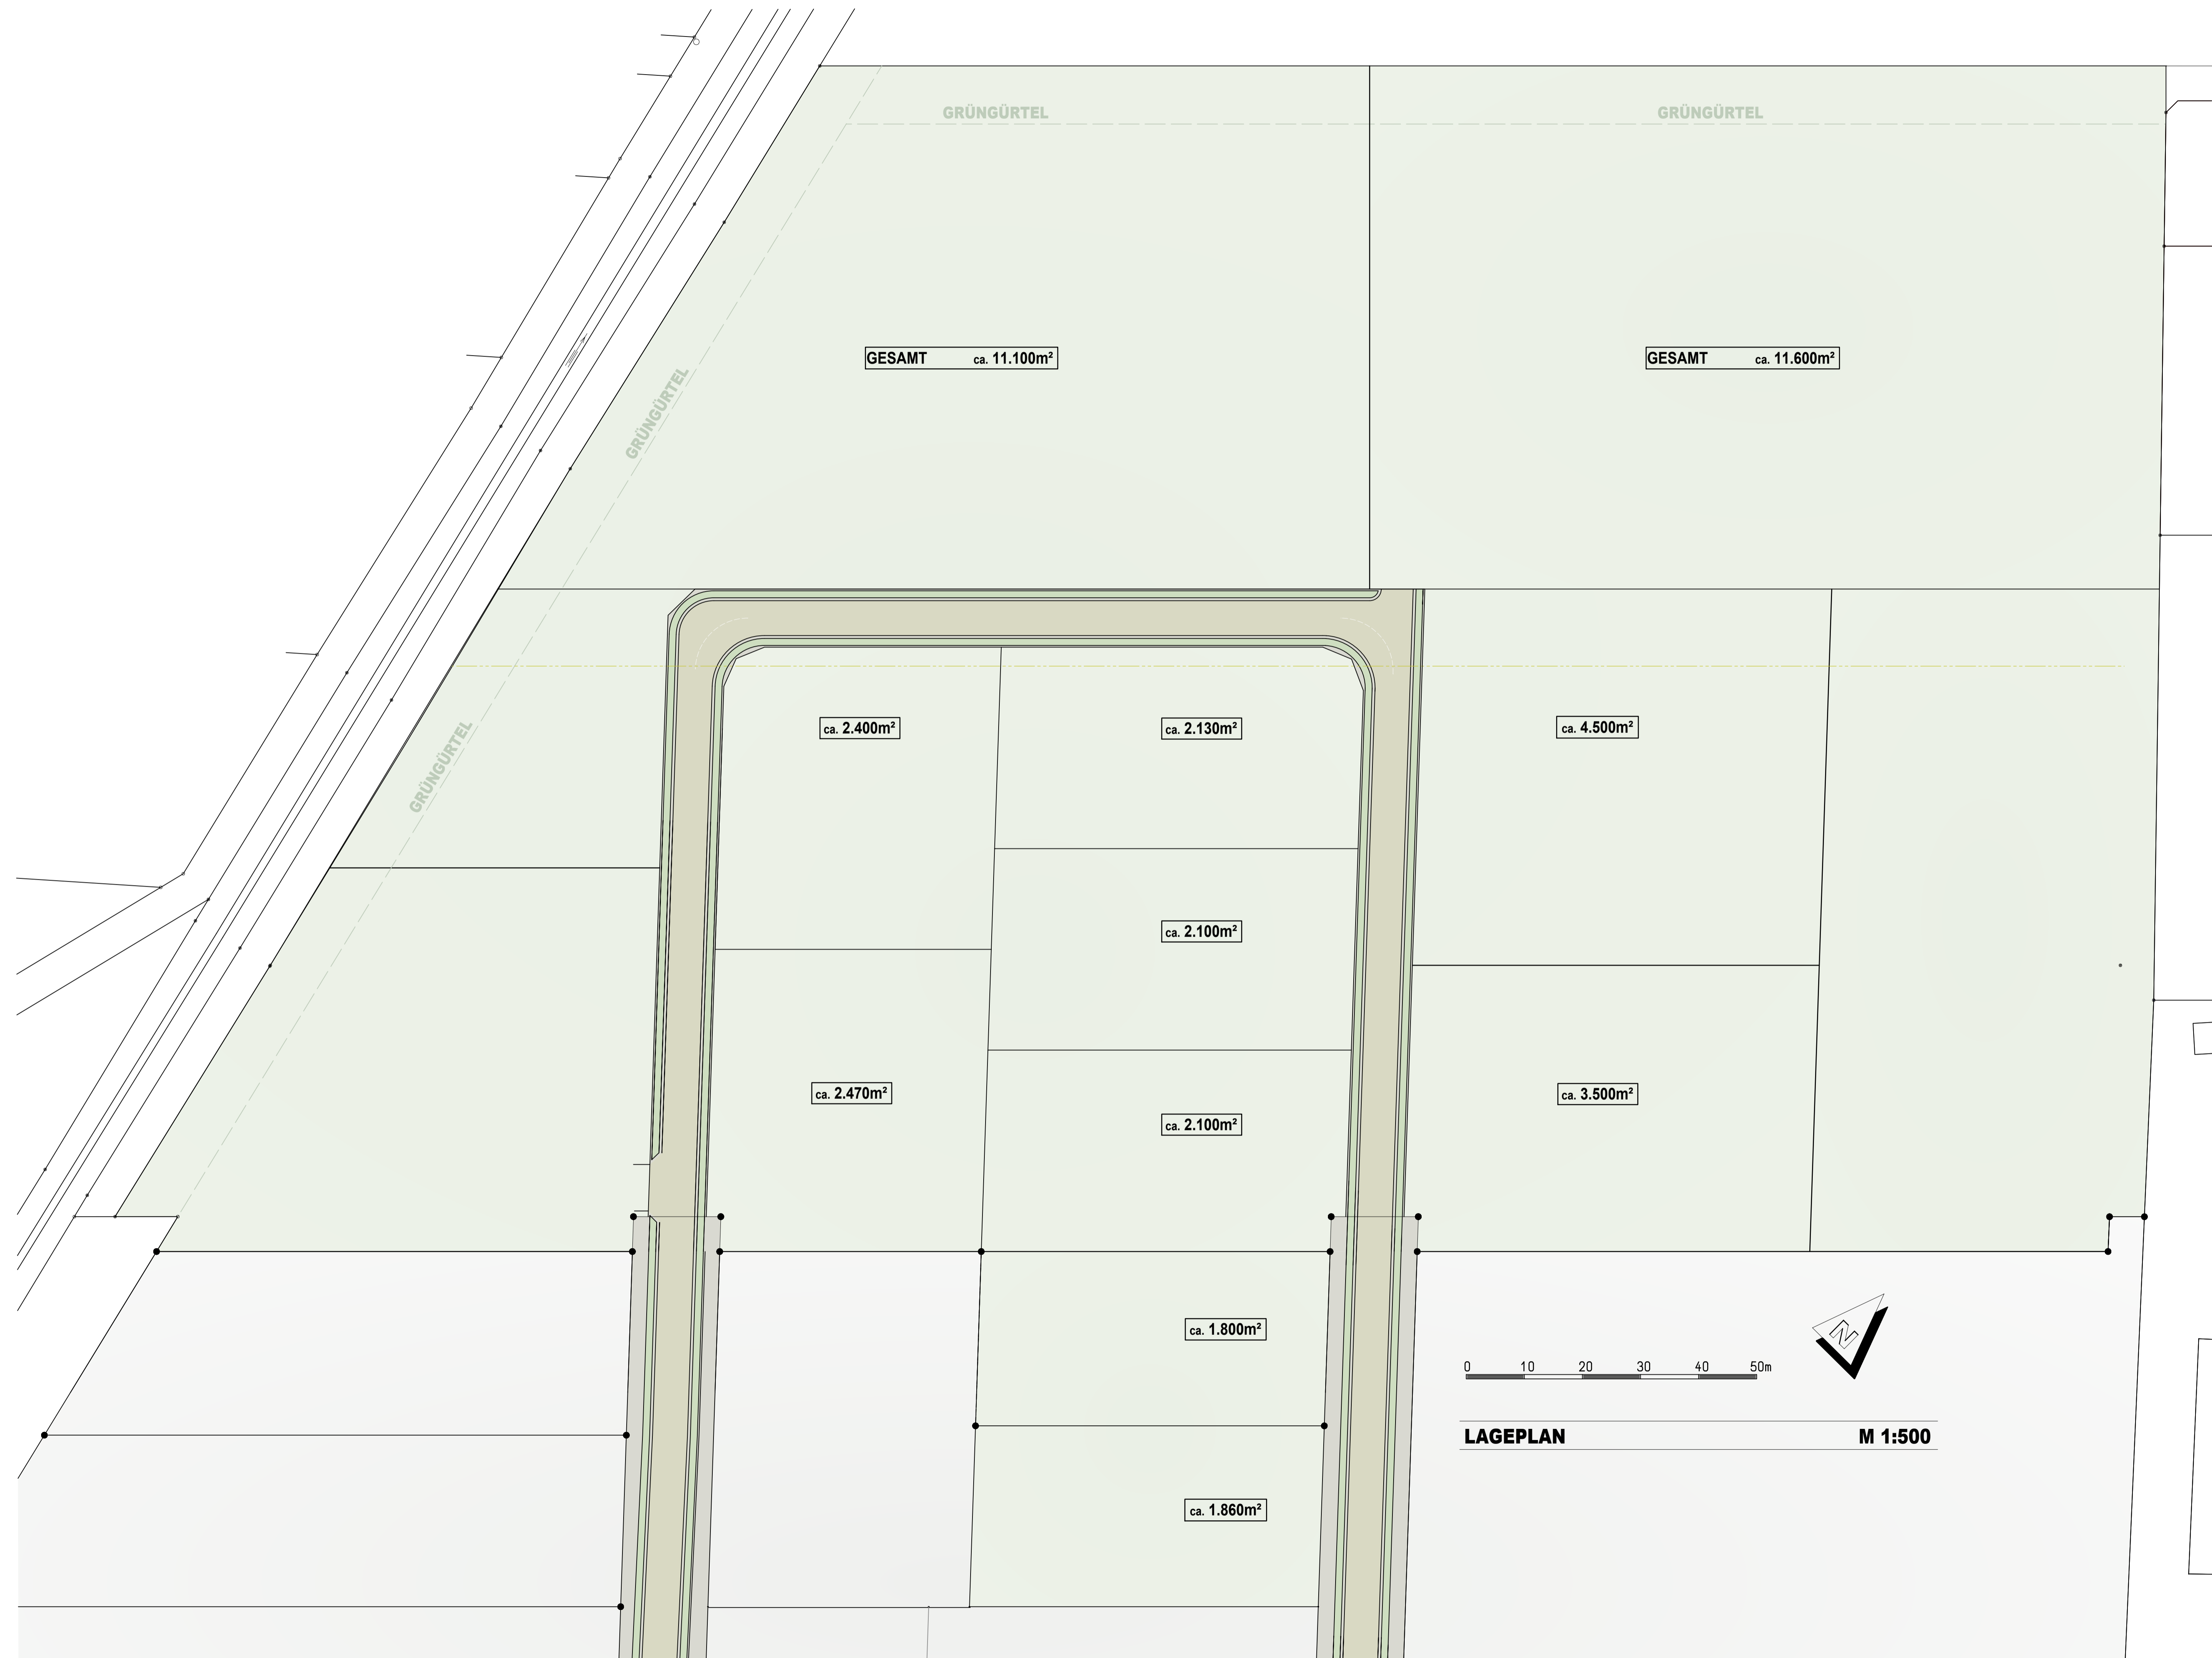 GRÜNGÜRTEL
GRÜNGÜRTEL
GESAMT ca. 11.100m²
GESAMT ca. 11.600m²
GRÜNGÜRTEL
ca. 2.400m²
ca. 2.130m²
ca. 4.500m²
GRÜNGÜRTEL
ca. 2.100m²
ca. 2.470m²
ca. 2.100m²
ca. 3.500m²
ca. 1.800m²
N
0 10 20 30 40 50m
LAGEPLAN M 1:500
ca. 1.860m²